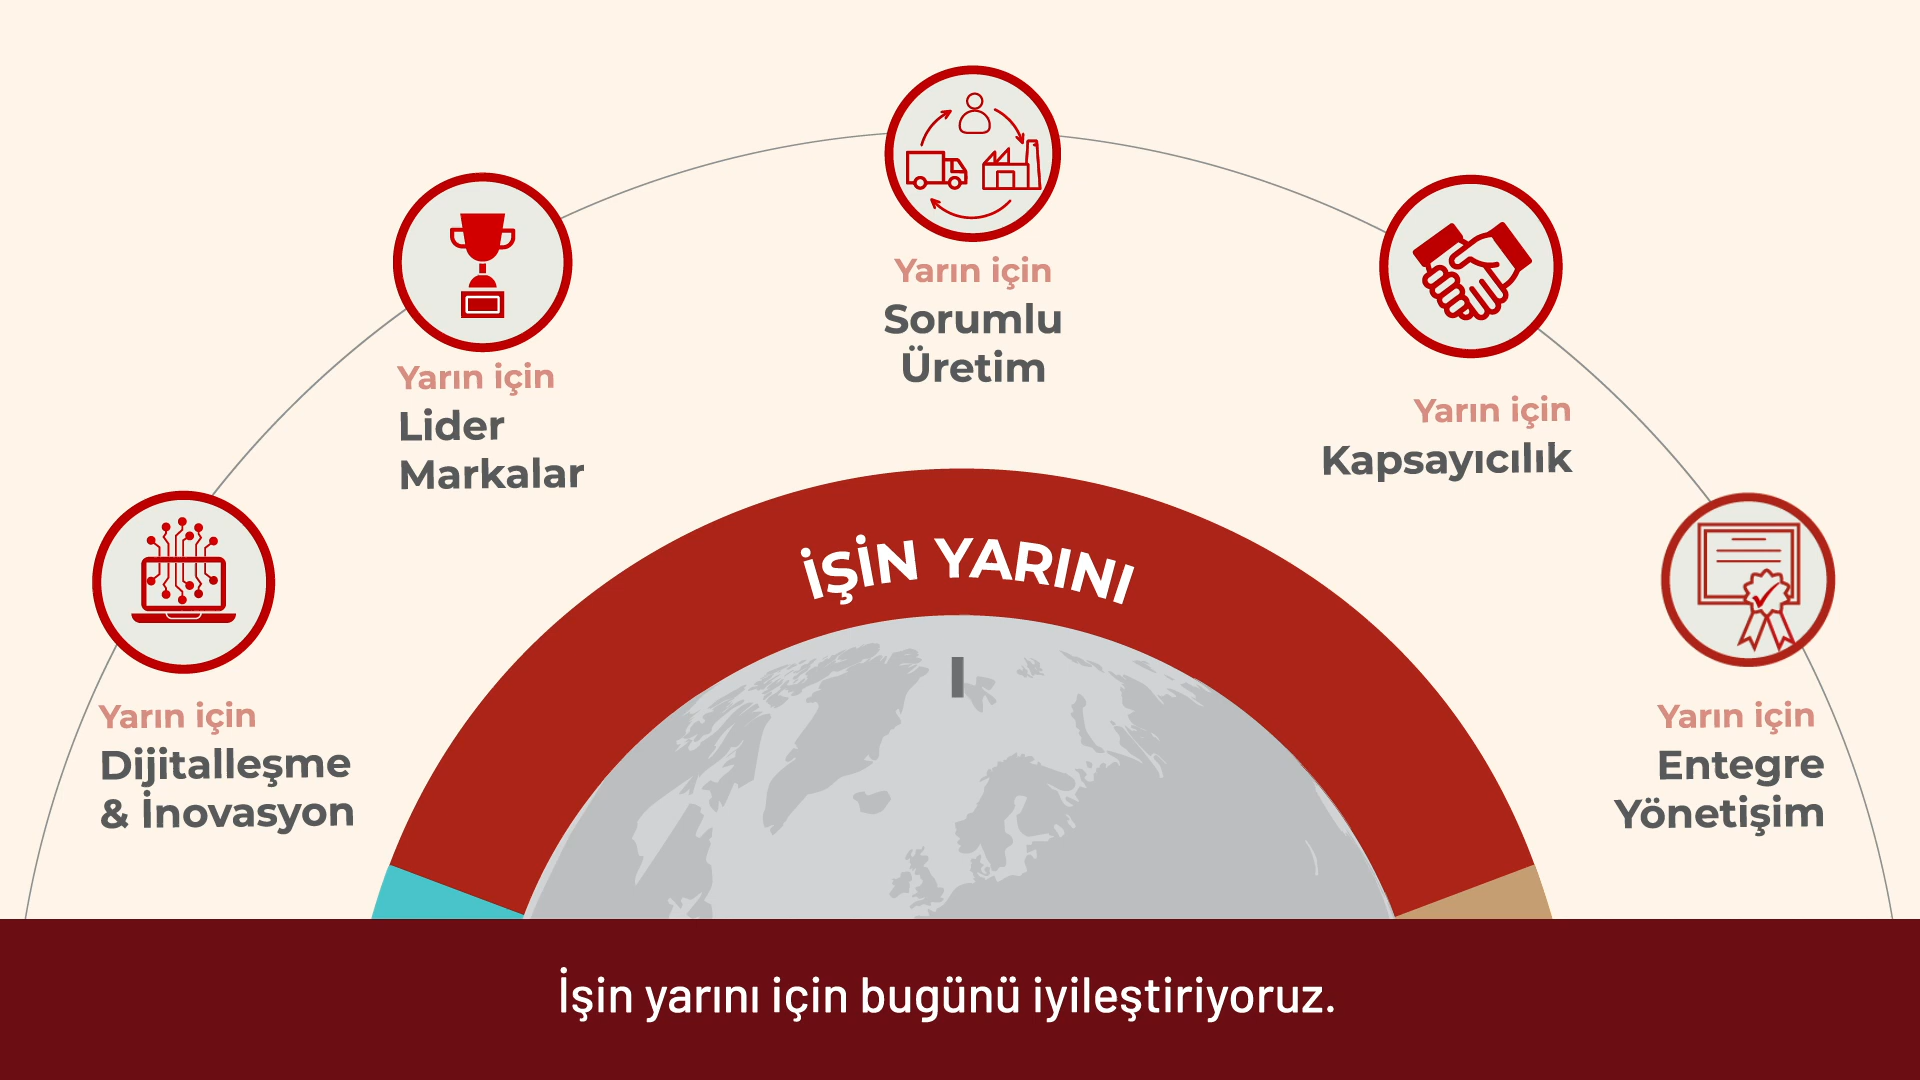 Yarın için
Sorumlu
Üretim
Yarın için
Lider
Markalar
Yarın için
Kapsayıcılık
İŞİN YARINI
Yarın için
Dijitalleşme
& İnovasyon
Yarın için
Entegre
Yönetişim
İşin yarını için bugünü iyileştiriyoruz.